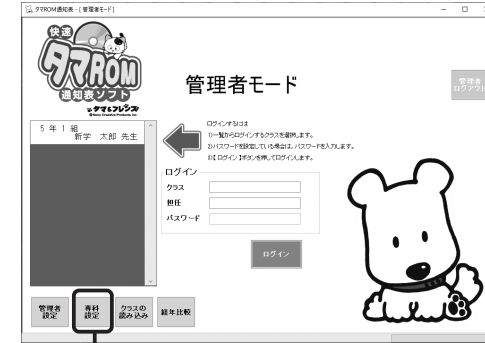 タマROM通知表 - [管理者モード]
快速
タマROM
通知表ソフト
タマ&フレンズ
©Sony Creative Products Inc.
管理者モード
管理者
ログアウト
5 年 1 組
新学 太郎 先生
ログインするには
1)一覧からログインするクラスを選択します。
2)パスワードを設定している場合は、パスワードを入力します。
3)【ログイン】ボタンを押してログインします。
ログイン
クラス
担任
パスワード
ログイン
管理者
設定
専科
設定
クラスの
読み込み
経年比較